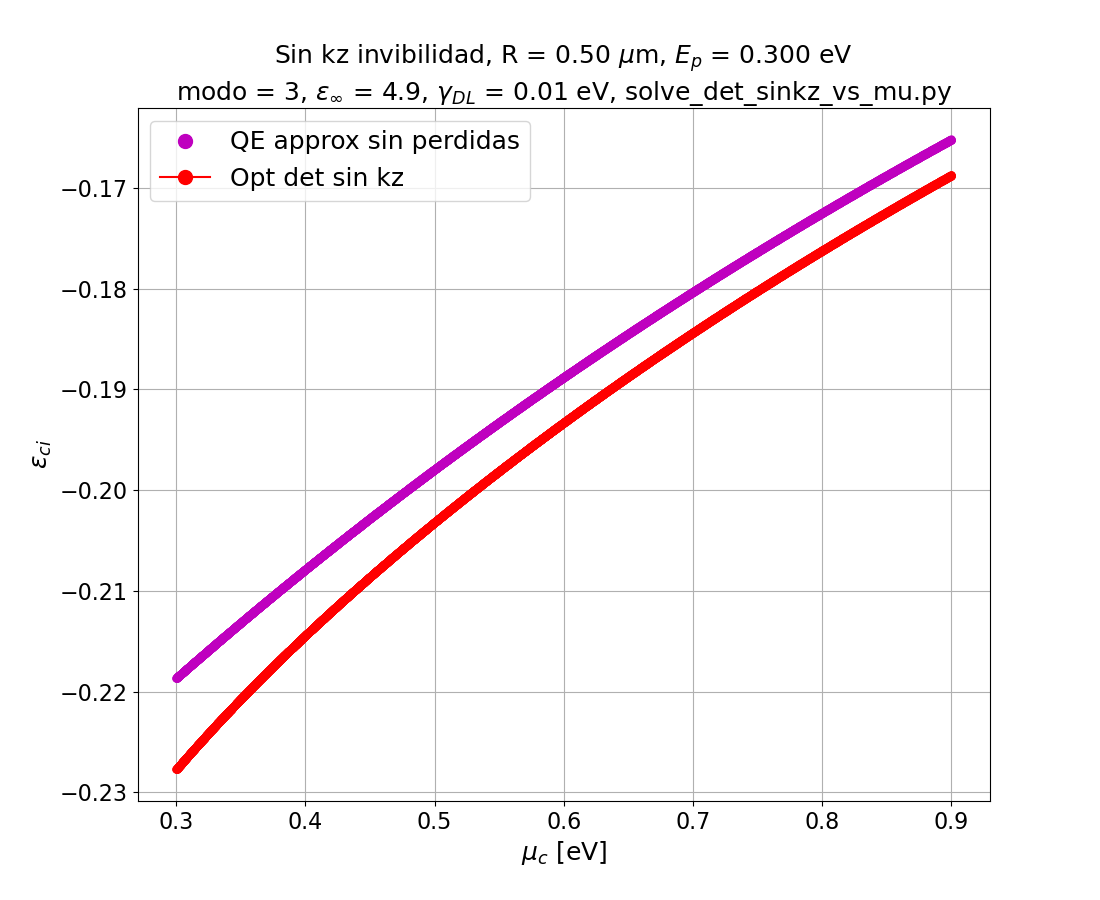 Sin kz invibilidad, R = 0.50 μm, E_p = 0.300 eV
modo = 3, ε_∞ = 4.9, γ_DL = 0.01 eV, solve_det_sinkz_vs_mu.py
QE approx sin perdidas
Opt det sin kz
−0.17
−0.18
−0.19
−0.20
−0.21
−0.22
−0.23
ε_ci
0.3 0.4 0.5 0.6 0.7 0.8 0.9
μ_c [eV]